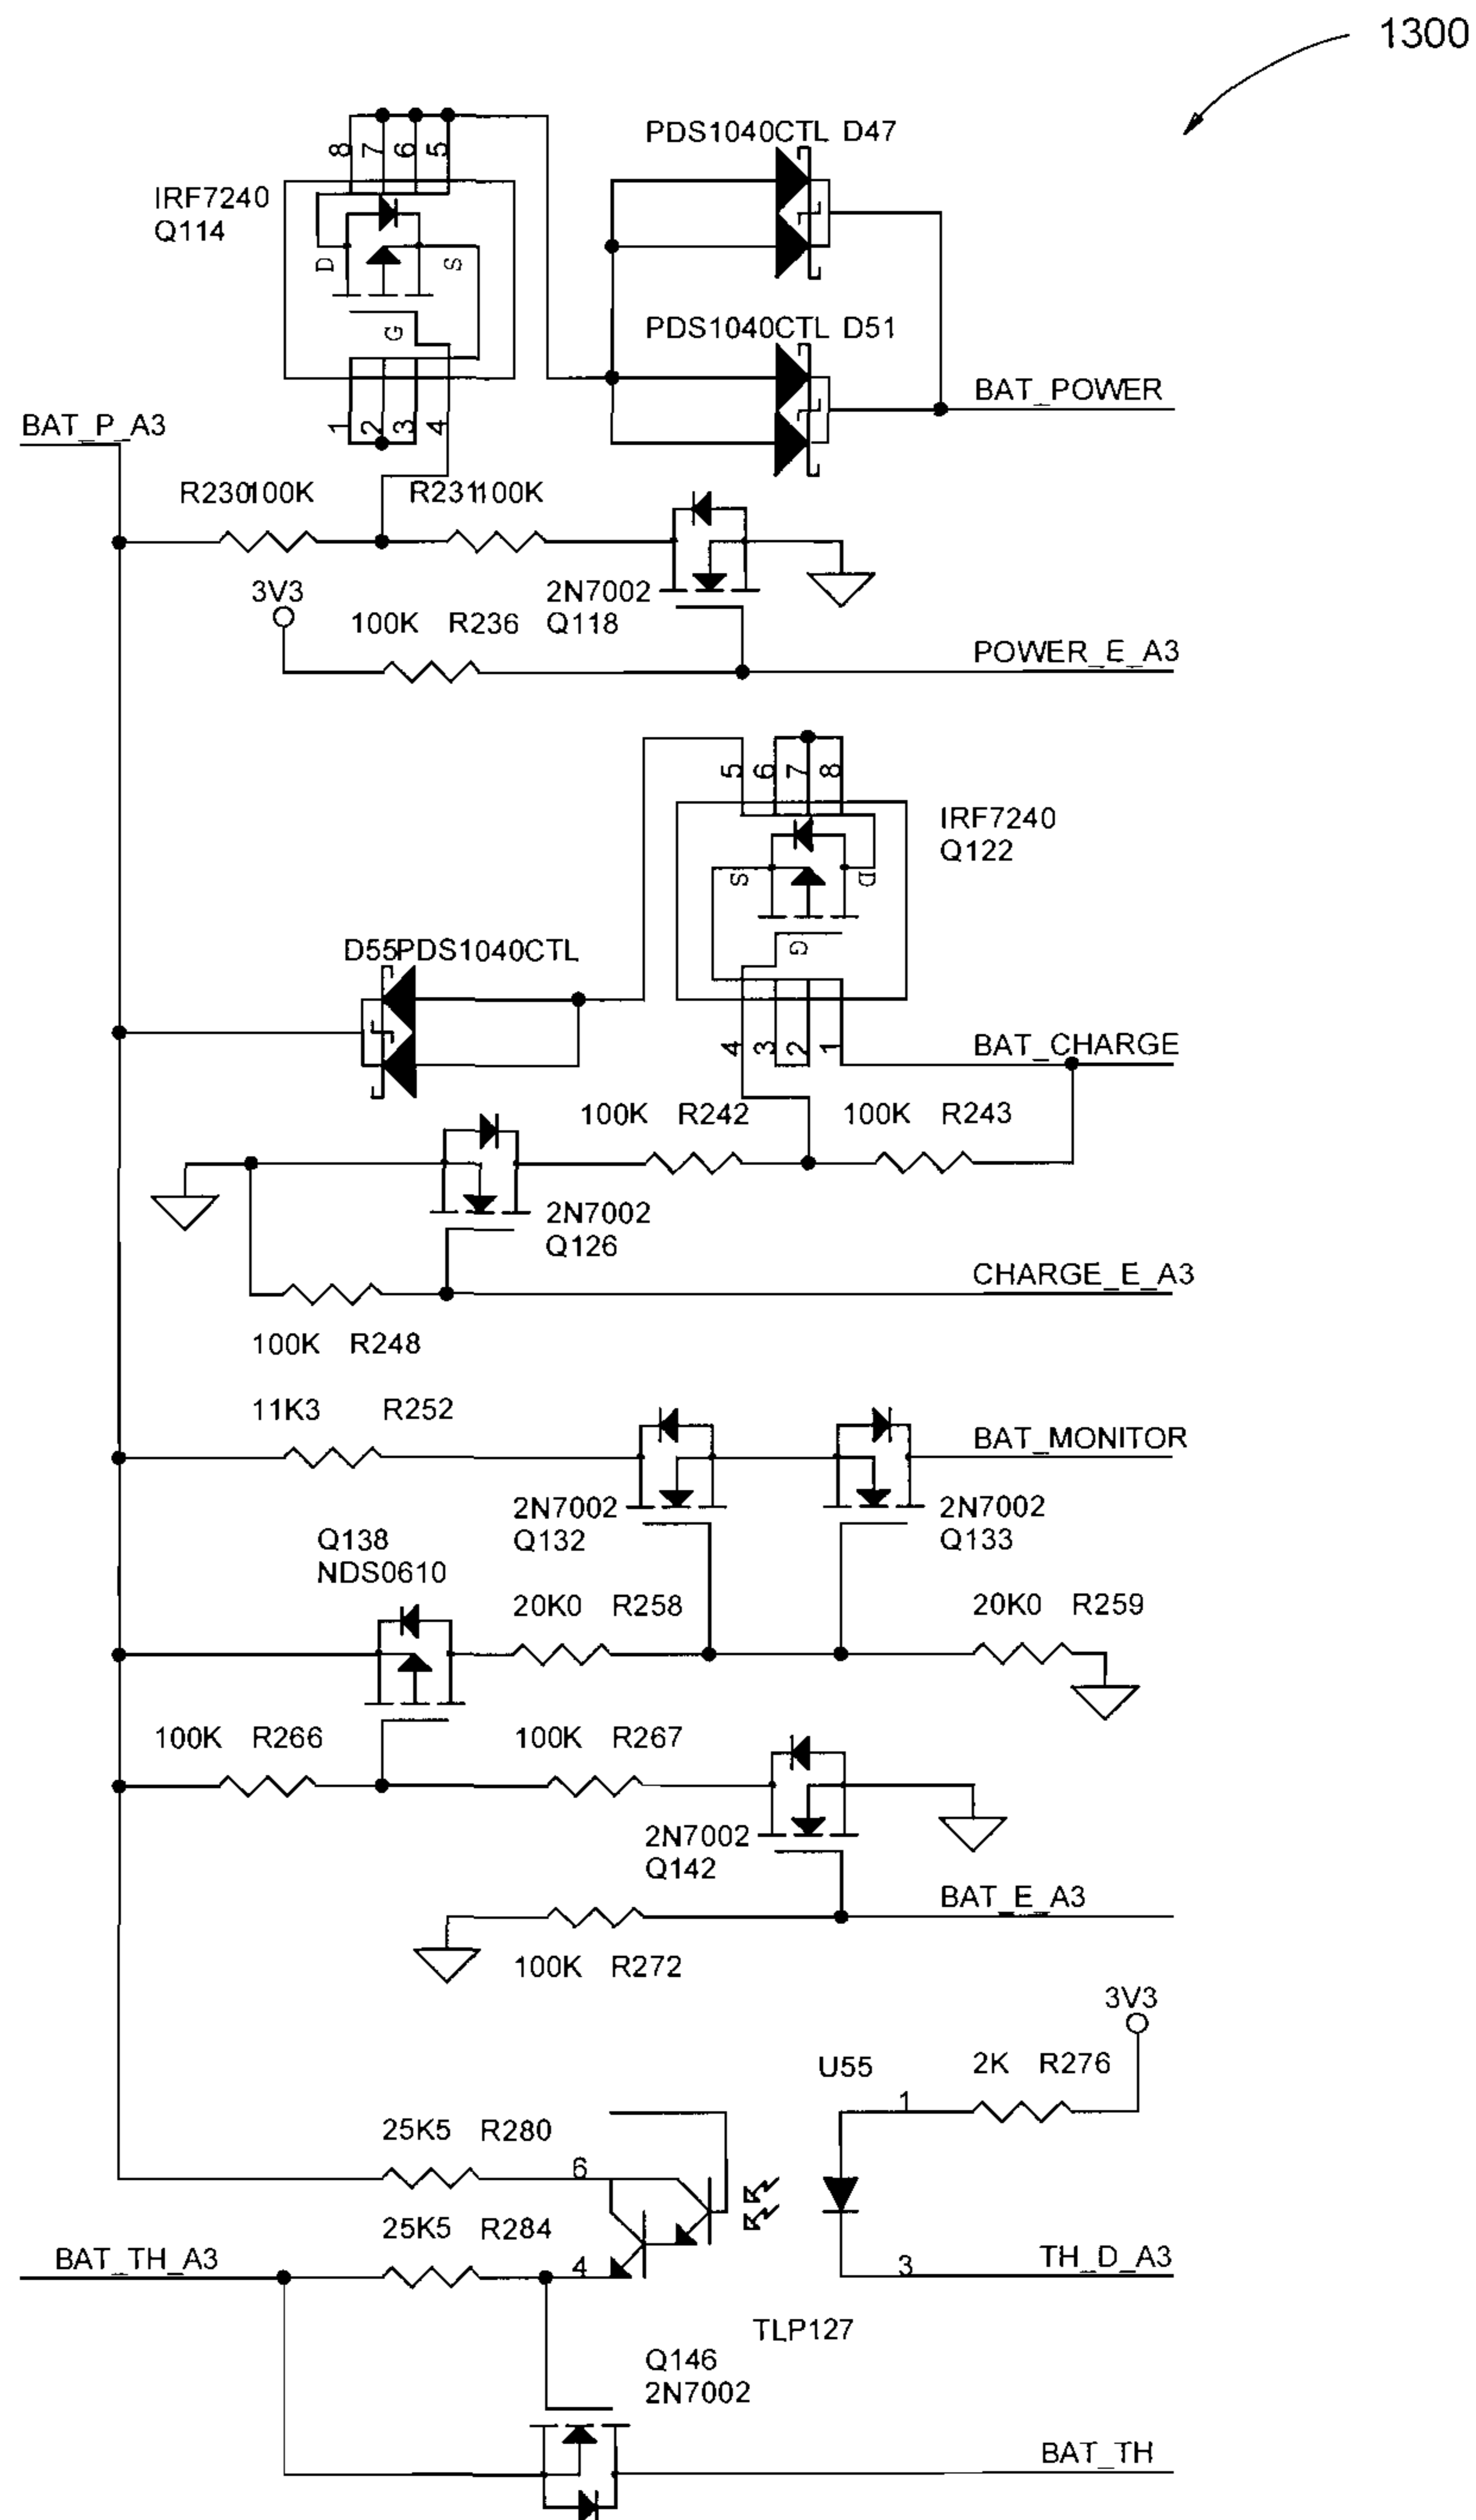 1300
PDS1040CTL D47
8 7 6 5
IRF7240
Q114
D S
G
PDS1040CTL D51
BAT_POWER
1 2 3 4
BAT_P_A3
R230 100K R231 100K
3V3
2N7002
Q118
100K R236
POWER_E_A3
5 6 7 8
IRF7240
Q122
S D
G
D55PDS1040CTL
4 3 2 1
BAT_CHARGE
100K R242 100K R243
2N7002
Q126
CHARGE_E_A3
100K R248
11K3 R252
BAT_MONITOR
2N7002
Q132
2N7002
Q133
Q138
NDS0610
20K0 R258
20K0 R259
100K R266 100K R267
2N7002
Q142
BAT_E_A3
100K R272
3V3
U55
2K R276
1
25K5 R280
6
25K5 R284
BAT_TH_A3
4
3
TH_D_A3
TLP127
Q146
2N7002
BAT_TH